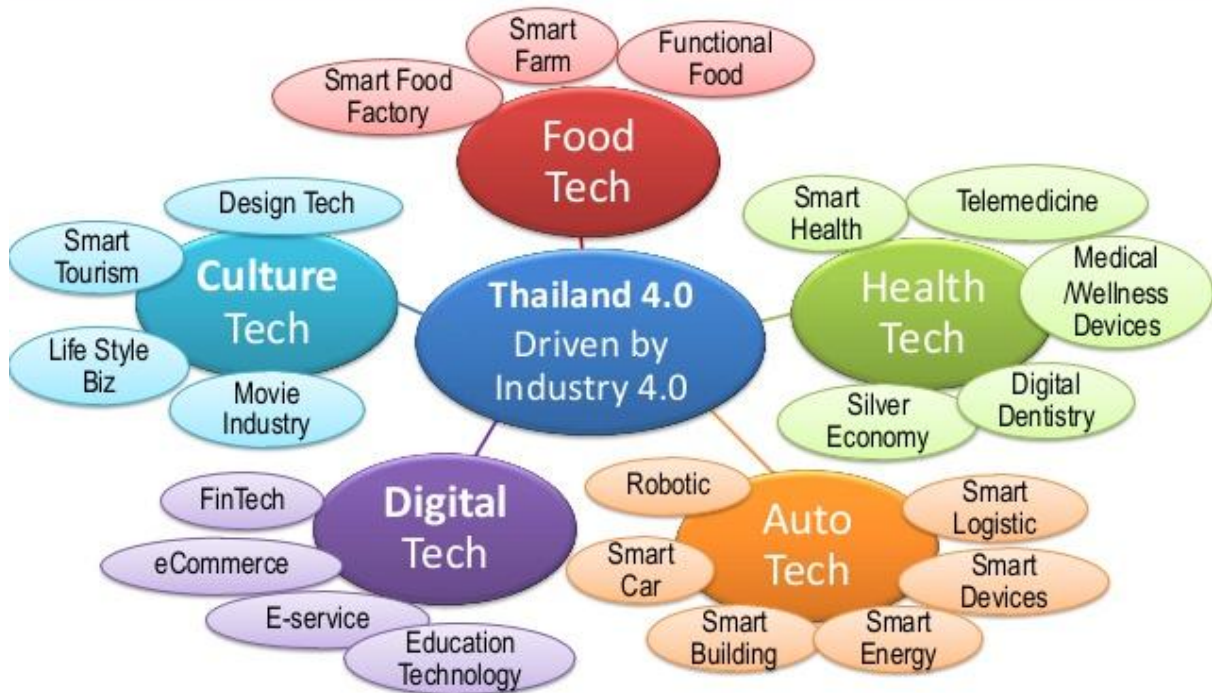 Smart
Farm
Functional
Food
Smart Food
Factory
Food
Tech
Design Tech
Smart
Tourism
Culture
Tech
Life Style
Biz
Movie
Industry
Thailand 4.0
Driven by
Industry 4.0
Smart
Health
Telemedicine
Medical
/Wellness
Devices
Health
Tech
Digital
Dentistry
Silver
Economy
FinTech
Digital
Tech
eCommerce
E-service
Education
Technology
Robotic
Auto
Tech
Smart
Logistic
Smart
Car
Smart
Devices
Smart
Building
Smart
Energy